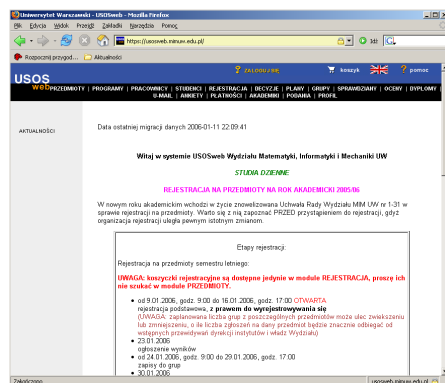 Uniwersytet Warszawski - USOSweb - Mozilla Firefox
Plik Edycja Widok Przejdź Zakładki Narzędzia Pomoc
https://usosweb.mimuw.edu.pl/ Idź
Rozpocznij przygod... Aktualności
ZALOGUJ SIĘ koszyk pomoc
USOS
web PRZEDMIOTY | PROGRAMY | PRACOWNICY | STUDENCI | REJESTRACJA | DECYZJE | PLANY | GRUPY | SPRAWDZIANY | OCENY | DYPLOMY |
U-MAIL | ANKIETY | PŁATNOŚCI | AKADEMIKI | PODANIA | PROFIL
AKTUALNOŚCI
Data ostatniej migracji danych 2006-01-11 22:09:41
Witaj w systemie USOSweb Wydziału Matematyki, Informatyki i Mechaniki UW
STUDIA DZIENNE
REJESTRACJA NA PRZEDMIOTY NA ROK AKADEMICKI 2005/06
W nowym roku akademickim wchodzi w życie znowelizowana Uchwała Rady Wydziału MIM UW nr 1-31 w
sprawie rejestracji na przedmioty. Warto się z nią zapoznać PRZED przystąpieniem do rejestracji, gdyż
organizacja rejestracji uległa pewnym istotnym zmianom.
Etapy rejestracji:
Rejestracja na przedmioty semestru letniego:
UWAGA: koszyczki rejestracyjne są dostępne jedynie w module REJESTRACJA, proszę ich
nie szukać w module PRZEDMIOTY.
• od 9.01.2006, godz. 9:00 do 16.01.2006, godz. 17:00 OTWARTA
rejestracja podstawowa, z prawem do wyrejestrowywania się
(UWAGA: zaplanowana liczba grup z poszczególnych przedmiotów może ulec zwiększeniu
lub zmniejszeniu, o ile liczba zgłoszeń na dany przedmiot będzie znacznie odbiegać od
wstępnych przewidywań dyrekcji instytutów i władz Wydziału)
• 23.01.2006
ogłoszenie wyników
• od 24.01.2006, godz. 9:00 do 29.01.2006, godz. 17:00
zapisy do grup
• 30.01.2006
Zakończono usosweb.mimuw.edu.pl